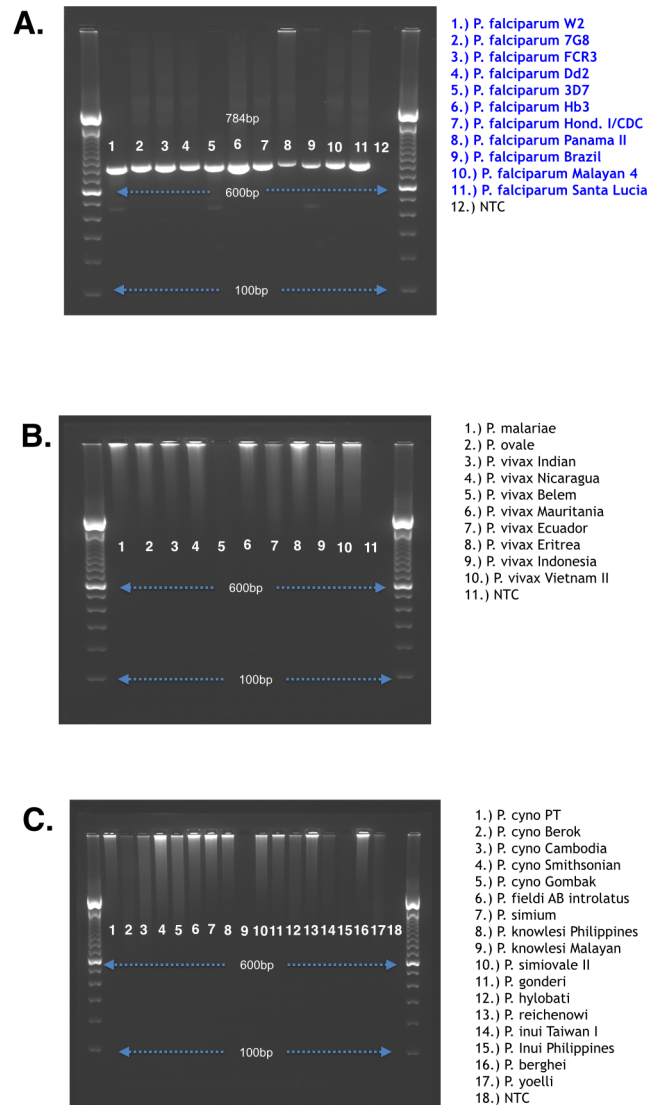 A.
1.) P. falciparum W2
2.) P. falciparum 7G8
3.) P. falciparum FCR3
4.) P. falciparum Dd2
5.) P. falciparum 3D7
6.) P. falciparum Hb3
7.) P. falciparum Hond. I/CDC
8.) P. falciparum Panama II
9.) P. falciparum Brazil
10.) P. falciparum Malayan 4
11.) P. falciparum Santa Lucia
12.) NTC
784bp
1 2 3 4 5 6 7 8 9 10 11 12
600bp
100bp
B.
1.) P. malariae
2.) P. ovale
3.) P. vivax Indian
4.) P. vivax Nicaragua
5.) P. vivax Belem
6.) P. vivax Mauritania
7.) P. vivax Ecuador
8.) P. vivax Eritrea
9.) P. vivax Indonesia
10.) P. vivax Vietnam II
11.) NTC
1 2 3 4 5 6 7 8 9 10 11
600bp
100bp
C.
1.) P. cyno PT
2.) P. cyno Berok
3.) P. cyno Cambodia
4.) P. cyno Smithsonian
5.) P. cyno Gombak
6.) P. fieldi AB introlatus
7.) P. simium
8.) P. knowlesi Philippines
9.) P. knowlesi Malayan
10.) P. simiovale II
11.) P. gonderi
12.) P. hylobati
13.) P. reichenowi
14.) P. inui Taiwan I
15.) P. Inui Philippines
16.) P. berghei
17.) P. yoelli
18.) NTC
1 2 3 4 5 6 7 8 9 10 11 12 13 14 15 16 17 18
600bp
100bp